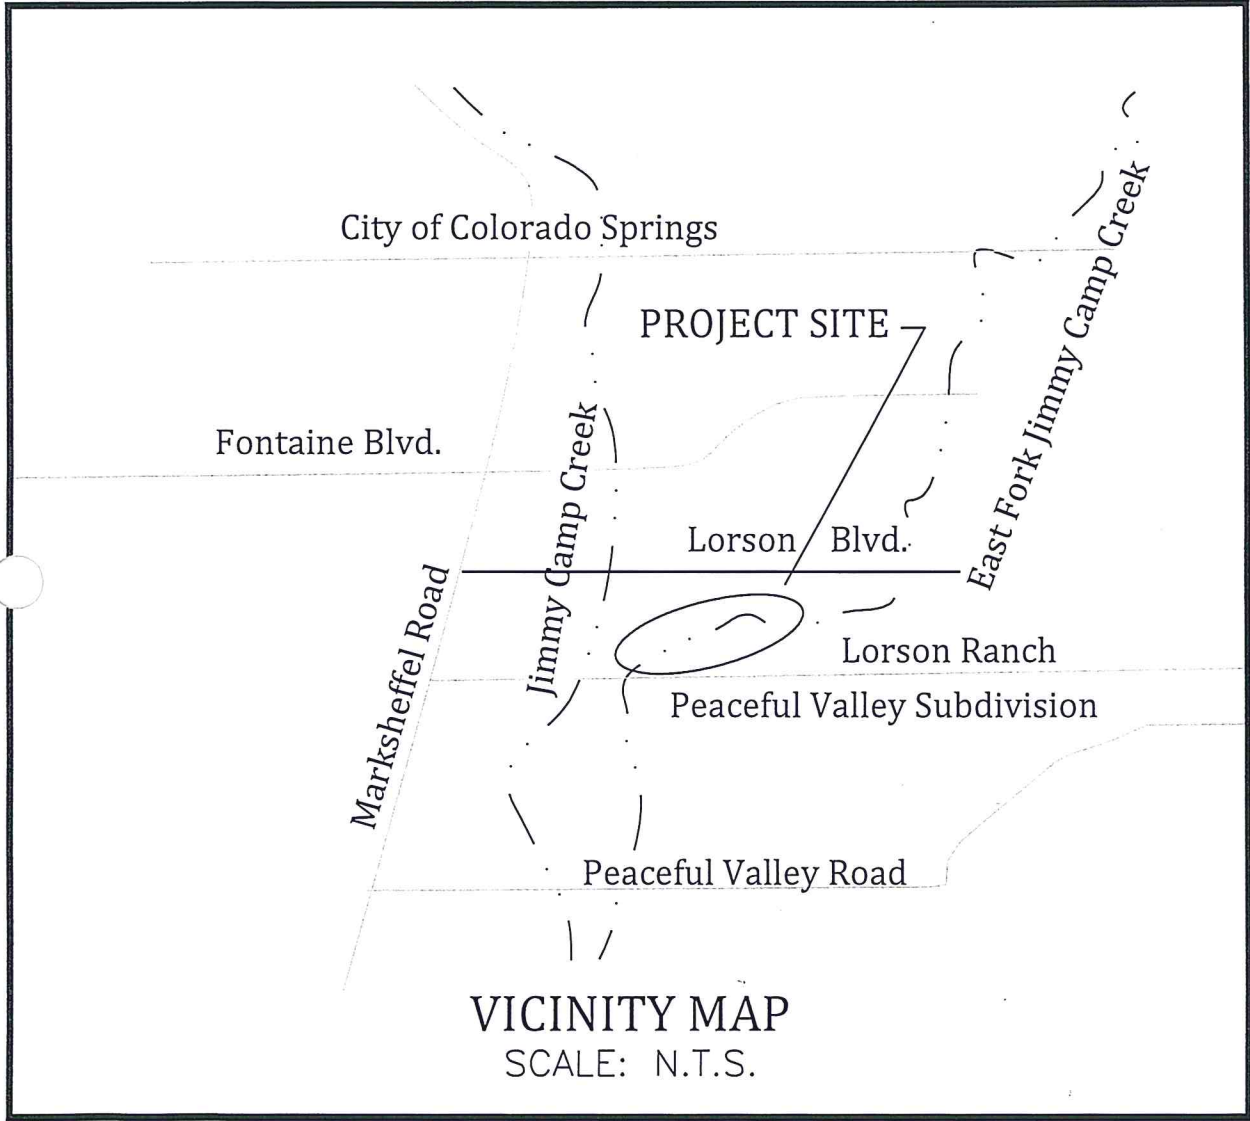 City of Colorado Springs
PROJECT SITE
East Fork Jimmy Camp Creek
Fontaine Blvd.
Jimmy Camp Creek
Lorson Blvd.
Marksheffel Road
Lorson Ranch
Peaceful Valley Subdivision
Peaceful Valley Road
VICINITY MAP
SCALE: N.T.S.